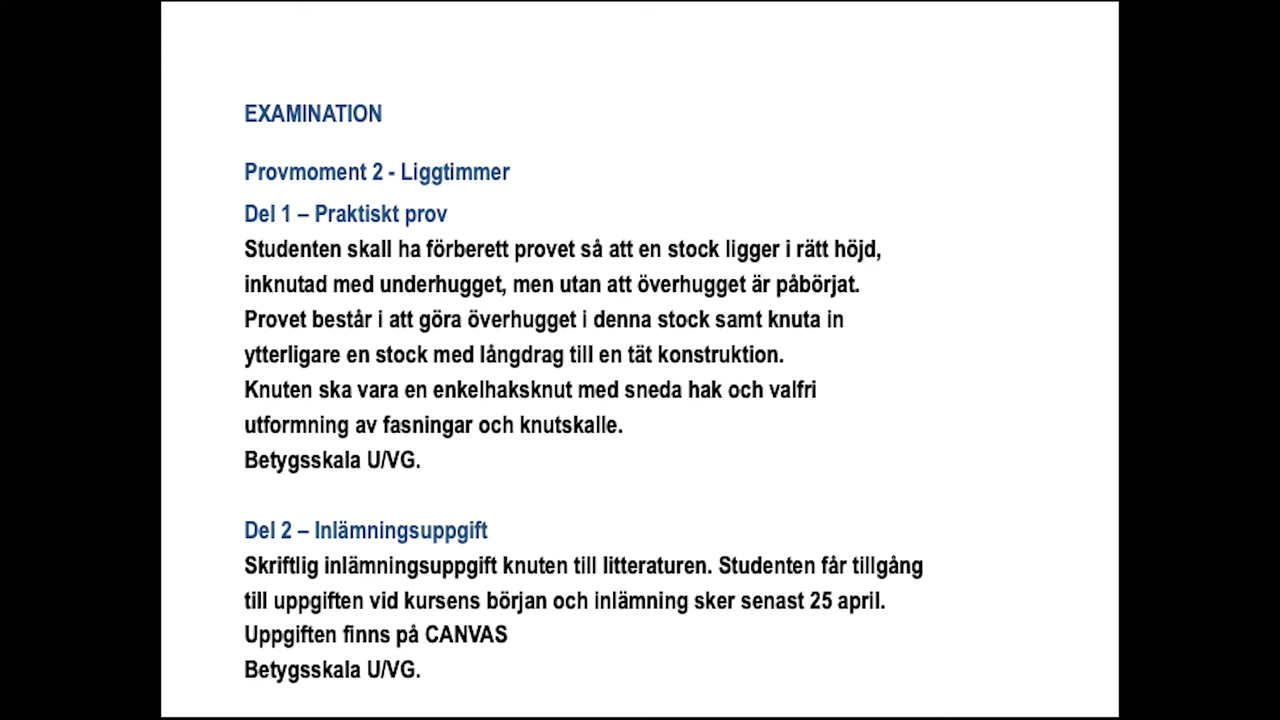 EXAMINATION
Provmoment 2 - Liggtimmer
Del 1 – Praktiskt prov
Studenten skall ha förberett provet så att en stock ligger i rätt höjd,
inknutad med underhugget, men utan att överhugget är påbörjat.
Provet består i att göra överhugget i denna stock samt knuta in
ytterligare en stock med långdrag till en tät konstruktion.
Knuten ska vara en enkelhaksknut med sneda hak och valfri
utformning av fasningar och knutskalle.
Betygsskala U/VG.
Del 2 – Inlämningsuppgift
Skriftlig inlämningsuppgift knuten till litteraturen. Studenten får tillgång
till uppgiften vid kursens början och inlämning sker senast 25 april.
Uppgiften finns på CANVAS
Betygsskala U/VG.